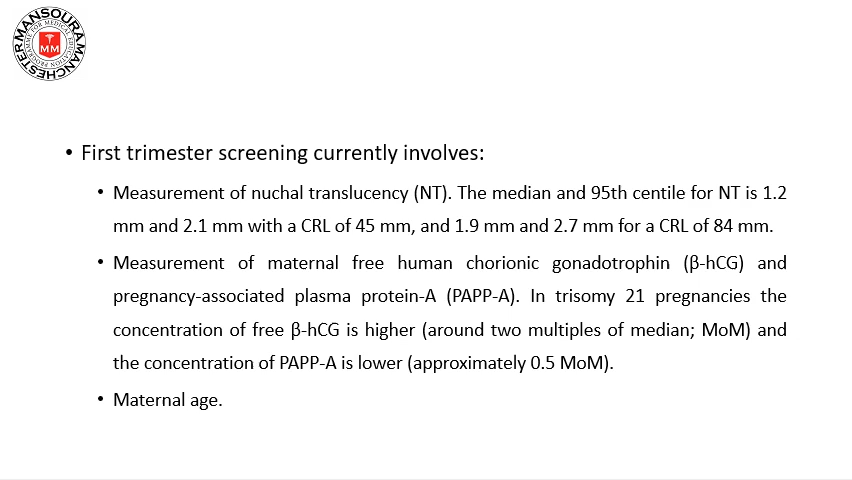 MANSOURA MANCHESTER
PROGRAMME FOR MEDICAL EDUCATION
MM
• First trimester screening currently involves:
• Measurement of nuchal translucency (NT). The median and 95th centile for NT is 1.2
mm and 2.1 mm with a CRL of 45 mm, and 1.9 mm and 2.7 mm for a CRL of 84 mm.
• Measurement of maternal free human chorionic gonadotrophin (β-hCG) and
pregnancy-associated plasma protein-A (PAPP-A). In trisomy 21 pregnancies the
concentration of free β-hCG is higher (around two multiples of median; MoM) and
the concentration of PAPP-A is lower (approximately 0.5 MoM).
• Maternal age.